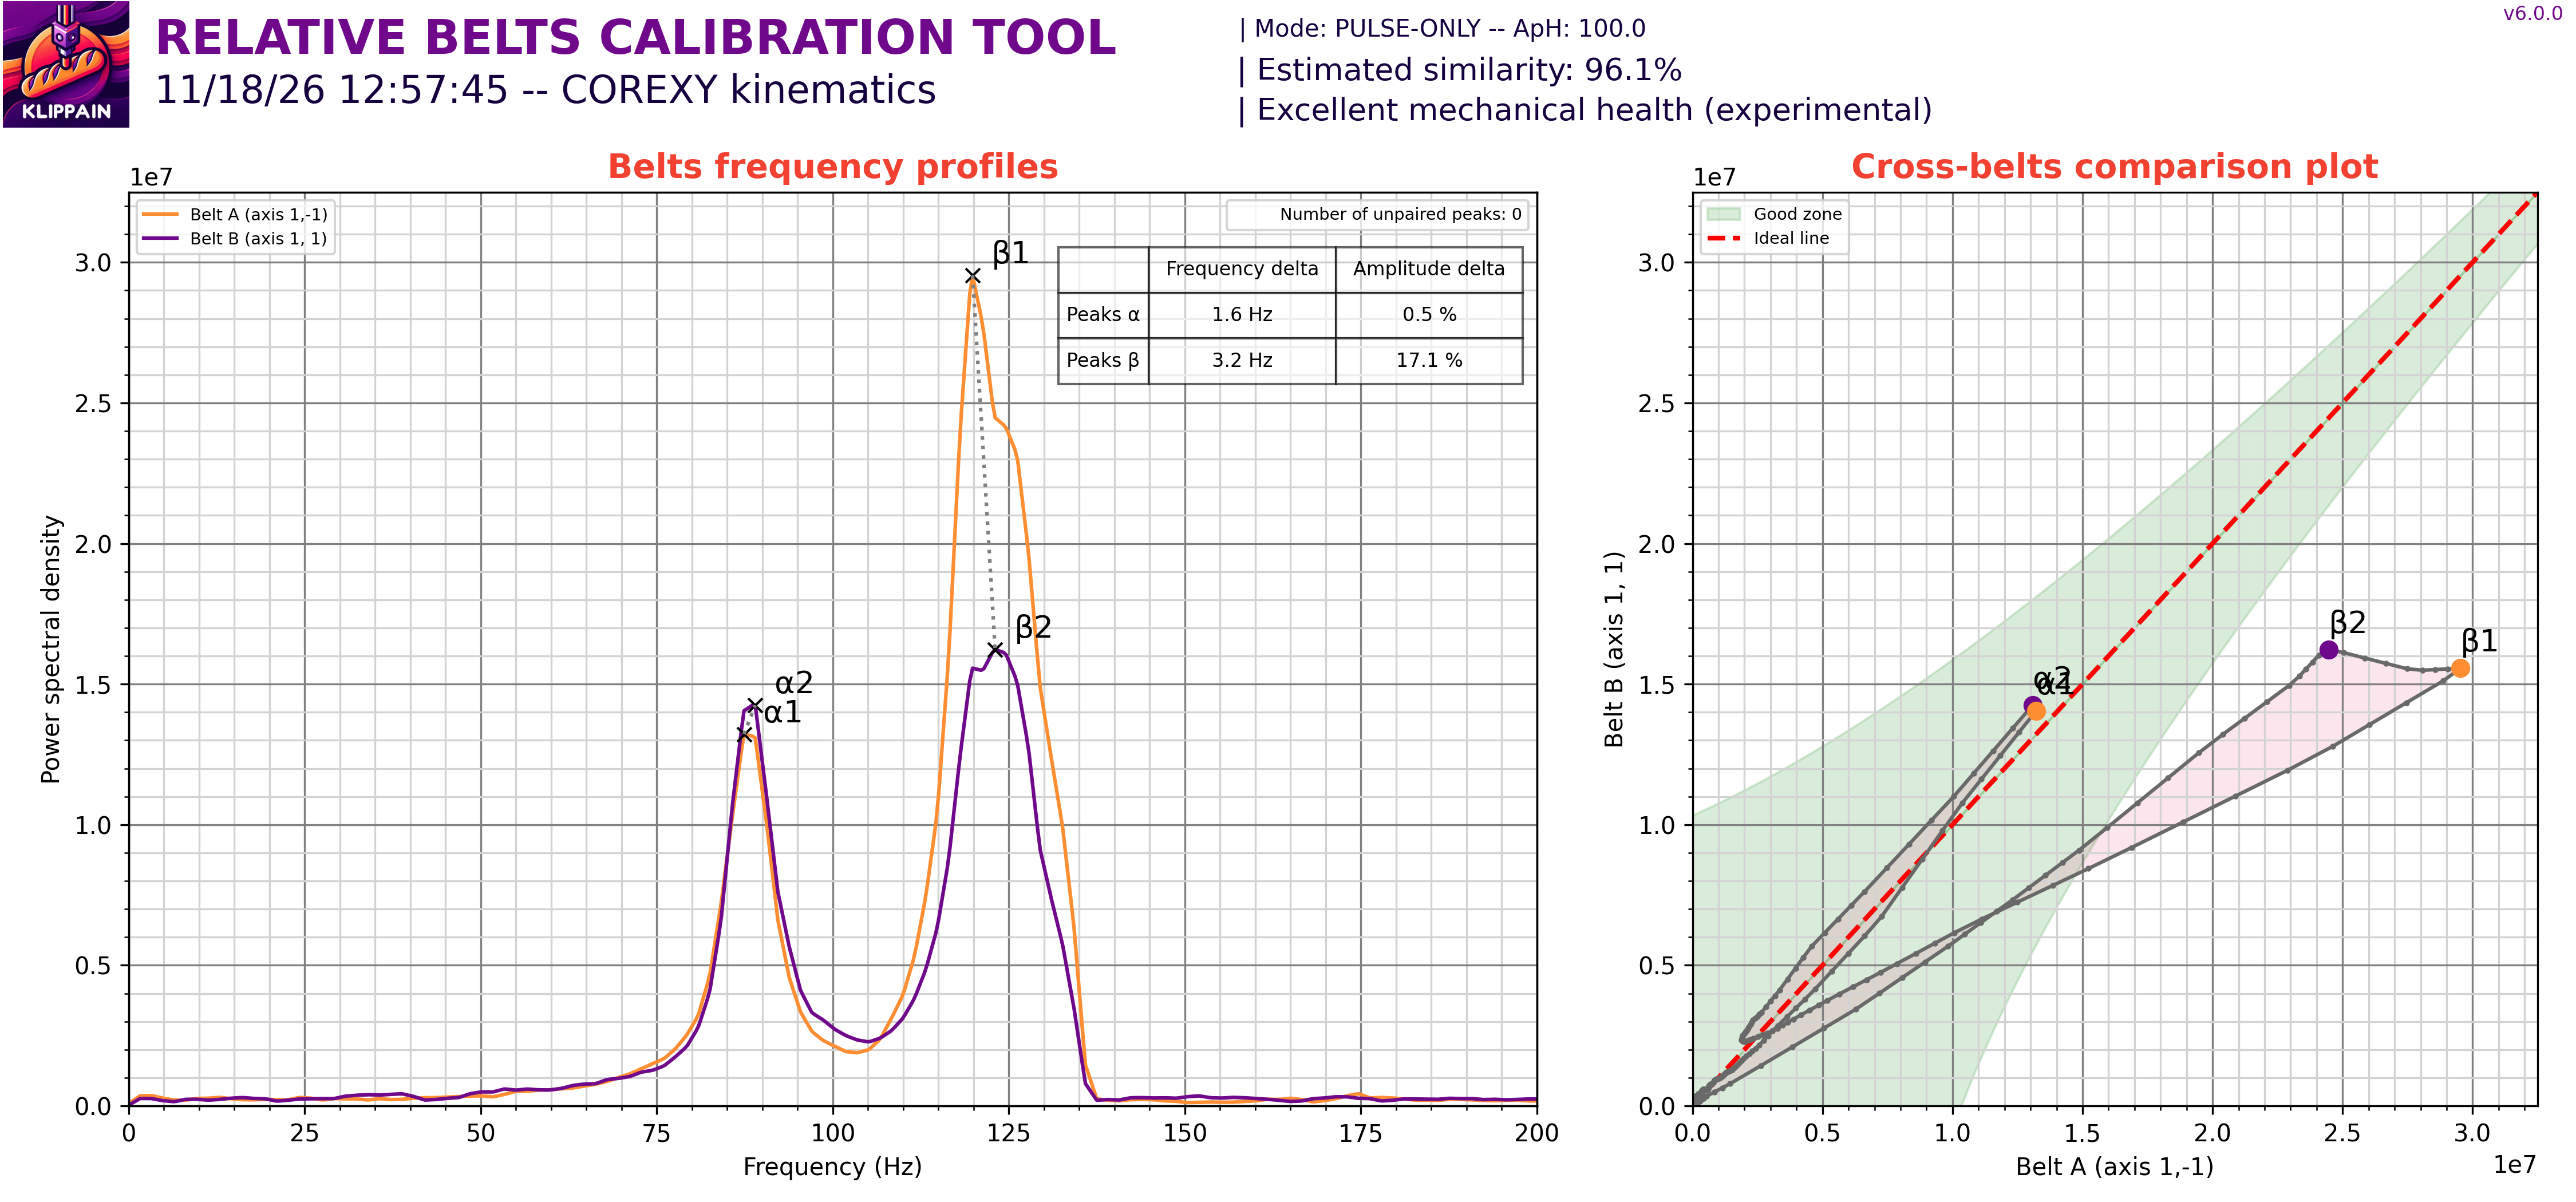 v6.0.0
KLIPPAIN
RELATIVE BELTS CALIBRATION TOOL
11/18/26 12:57:45 -- COREXY kinematics
| Mode: PULSE-ONLY -- ApH: 100.0
| Estimated similarity: 96.1%
| Excellent mechanical health (experimental)
Belts frequency profiles
1e7
Belt A (axis 1,-1)
Belt B (axis 1, 1)
Number of unpaired peaks: 0
Frequency delta Amplitude delta
Peaks α 1.6 Hz 0.5 %
Peaks β 3.2 Hz 17.1 %
β1
β2
α2
α1
3.0
2.5
2.0
1.5
1.0
0.5
0.0
Power spectral density
0 25 50 75 100 125 150 175 200
Frequency (Hz)
Cross-belts comparison plot
1e7
Good zone
Ideal line
β2
β1
α2
α1
3.0
2.5
2.0
1.5
1.0
0.5
0.0
Belt B (axis 1, 1)
0.0 0.5 1.0 1.5 2.0 2.5 3.0
1e7
Belt A (axis 1,-1)